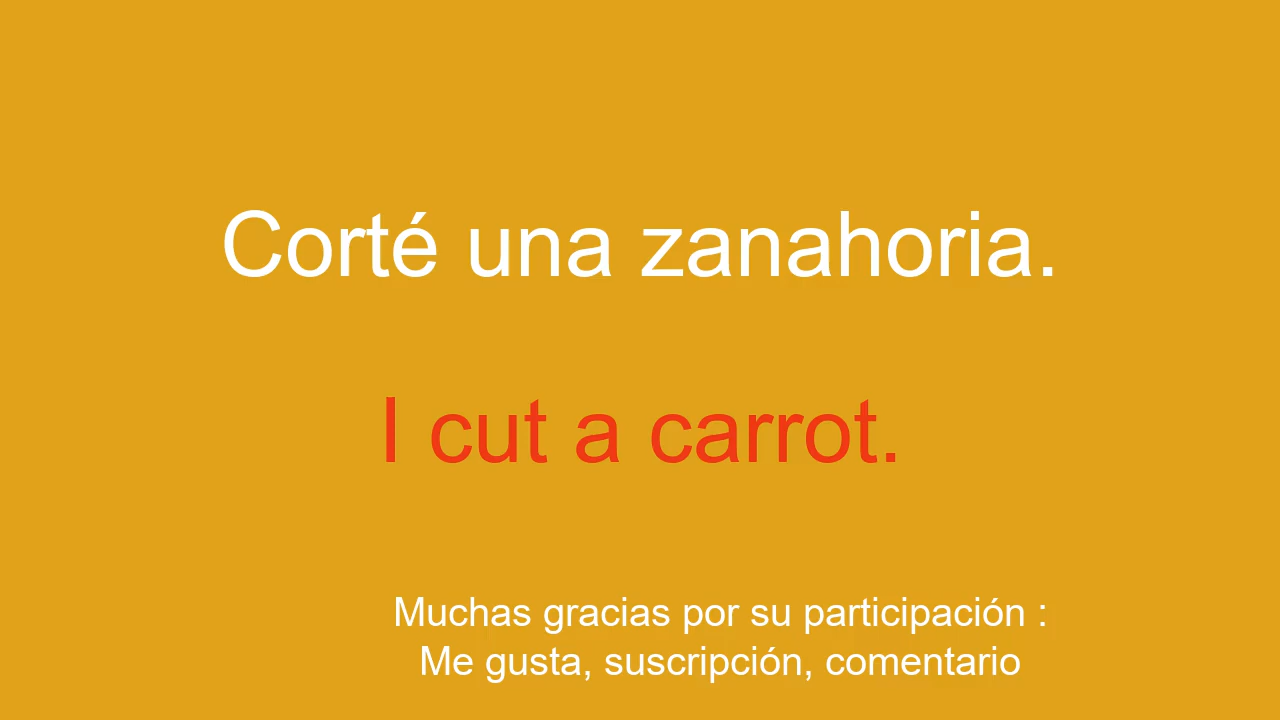 Corté una zanahoria.
I cut a carrot.
Muchas gracias por su participación :
Me gusta, suscripción, comentario